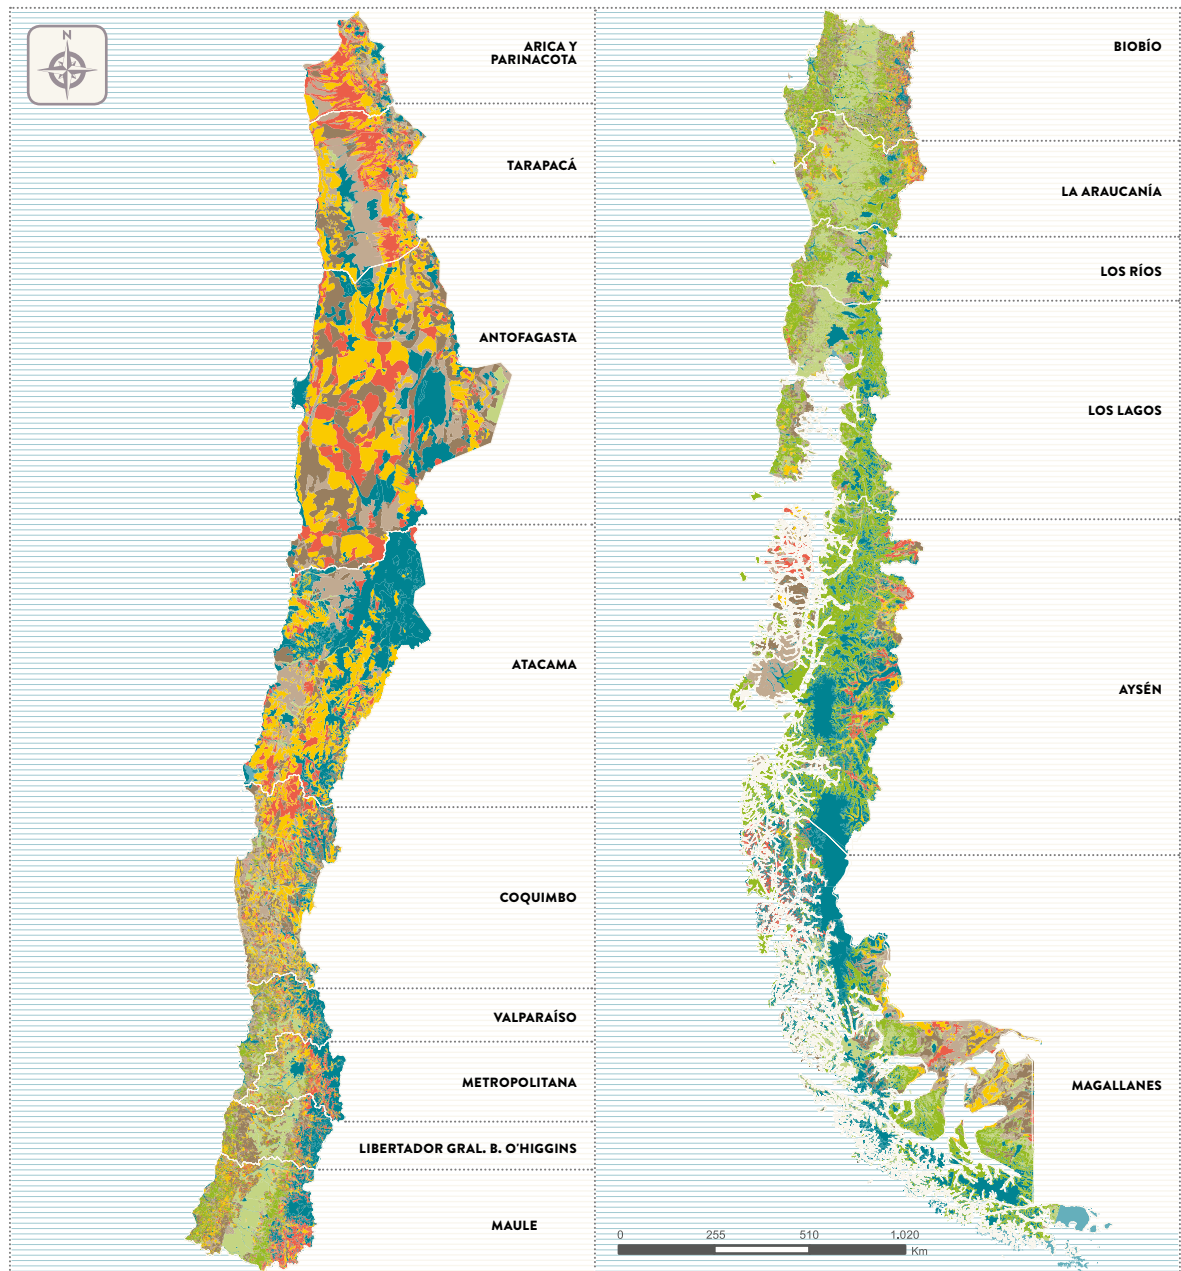 N
ARICA Y
PARINACOTA
TARAPACÁ
ANTOFAGASTA
ATACAMA
COQUIMBO
VALPARAÍSO
METROPOLITANA
LIBERTADOR GRAL. B. O'HIGGINS
MAULE
BIOBÍO
LA ARAUCANÍA
LOS RÍOS
LOS LAGOS
AYSÉN
MAGALLANES
0 255 510 1.020
Km